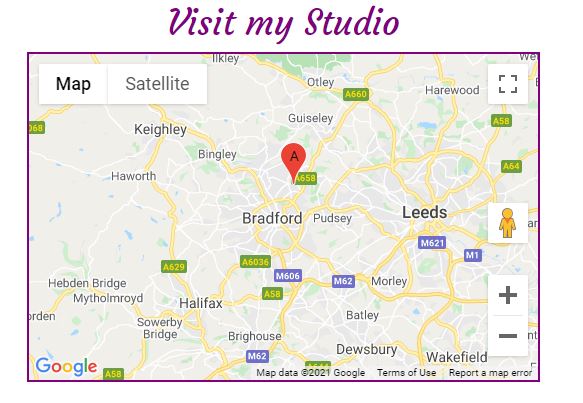 Visit my Studio
Ilkley
Map Satellite
Otley
A660
Harewood
Guiseley
A58
Keighley
Bingley
A
A64
Haworth
A658
Bradford
Pudsey
Leeds
M621
M1
A6036
A629
M606
M62
Morley
Hebden Bridge
A58
Mytholmroyd
Halifax
Batley
Sowerby
Bridge
Brighouse
Dewsbury
M62
Wakefield
Google
A58
Map data ©2021 Google Terms of Use Report a map error